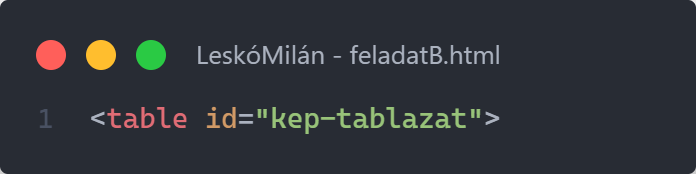 LeskóMilán - feladatB.html
1 <table id="kep-tablazat">